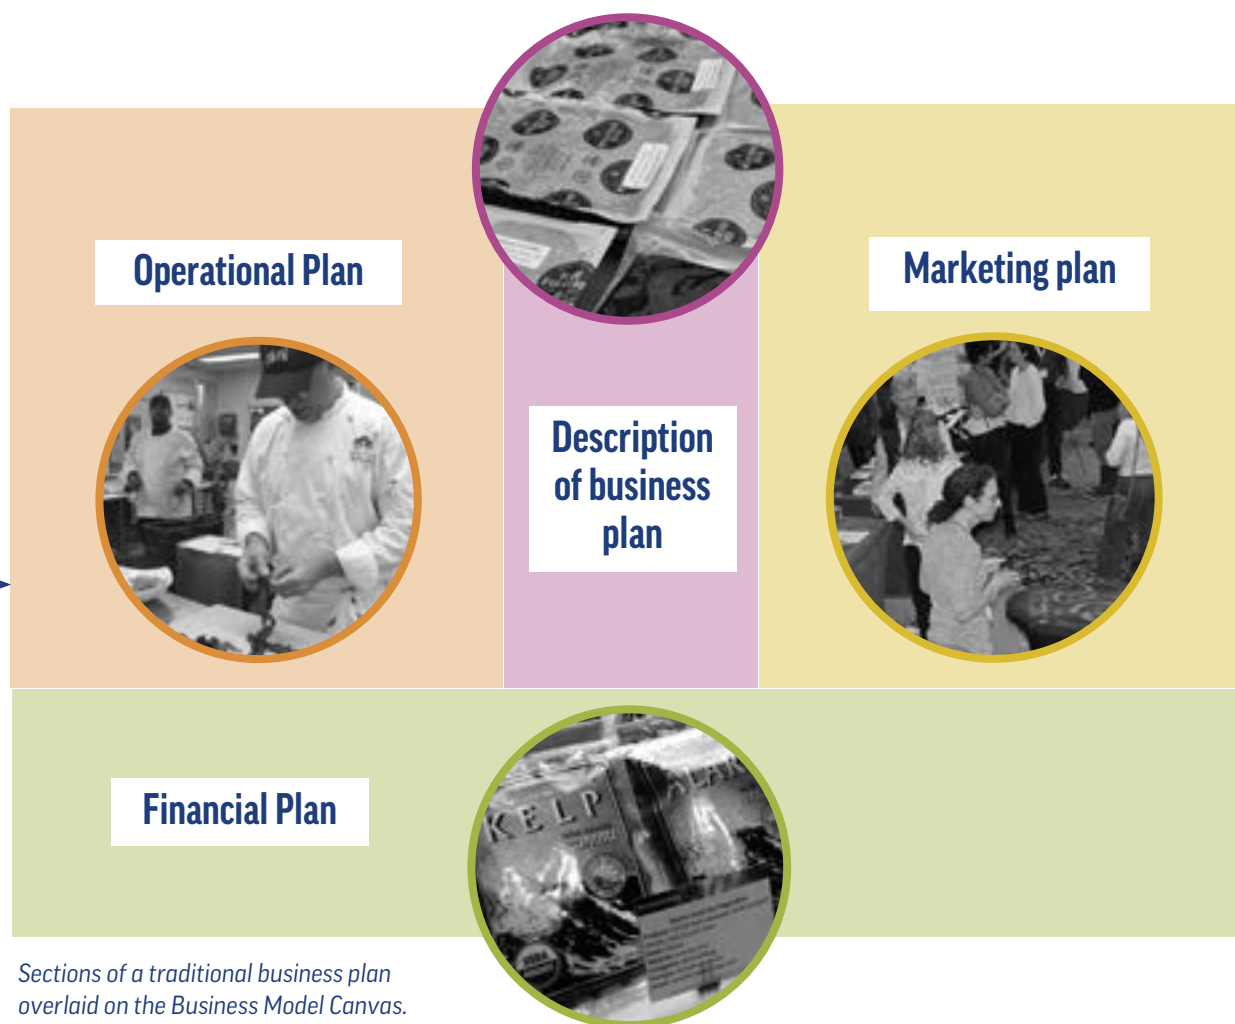 Operational Plan
Marketing plan
Description
of business
plan
Financial Plan
KELP
Sections of a traditional business plan
overlaid on the Business Model Canvas.